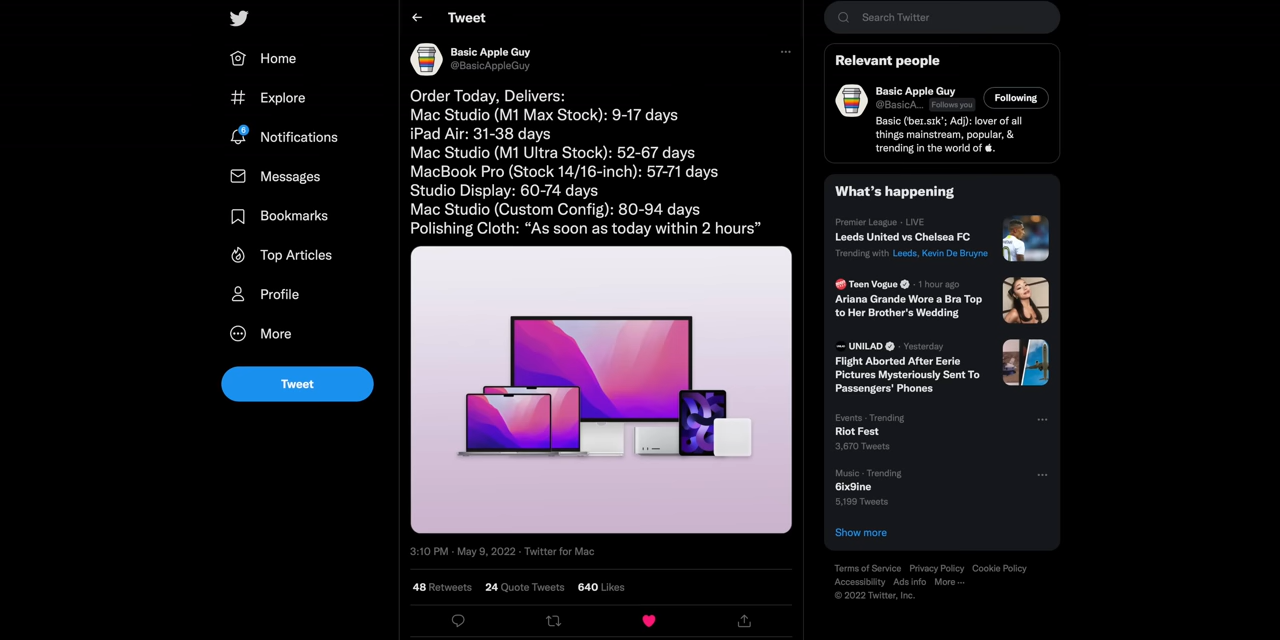 Home
Explore
6
Notifications
Messages
Bookmarks
Top Articles
Profile
More
Tweet
Tweet
Basic Apple Guy
@BasicAppleGuy
Order Today, Delivers:
Mac Studio (M1 Max Stock): 9-17 days
iPad Air: 31-38 days
Mac Studio (M1 Ultra Stock): 52-67 days
MacBook Pro (Stock 14/16-inch): 57-71 days
Studio Display: 60-74 days
Mac Studio (Custom Config): 80-94 days
Polishing Cloth: “As soon as today within 2 hours”
3:10 PM · May 9, 2022 · Twitter for Mac
48 Retweets 24 Quote Tweets 640 Likes
Search Twitter
Relevant people
Basic Apple Guy
@BasicA... Follows you
Following
Basic (ˈbeɪ.sɪkˈ; Adj): lover of all
things mainstream, popular, &
trending in the world of .
What’s happening
Premier League · LIVE
Leeds United vs Chelsea FC
Trending with Leeds, Kevin De Bruyne
Teen Vogue · 1 hour ago
Ariana Grande Wore a Bra Top
to Her Brother's Wedding
UNILAD · Yesterday
Flight Aborted After Eerie
Pictures Mysteriously Sent To
Passengers' Phones
Events · Trending
Riot Fest
3,670 Tweets
Music · Trending
6ix9ine
5,199 Tweets
Show more
Terms of Service Privacy Policy Cookie Policy
Accessibility Ads info More ···
© 2022 Twitter, Inc.